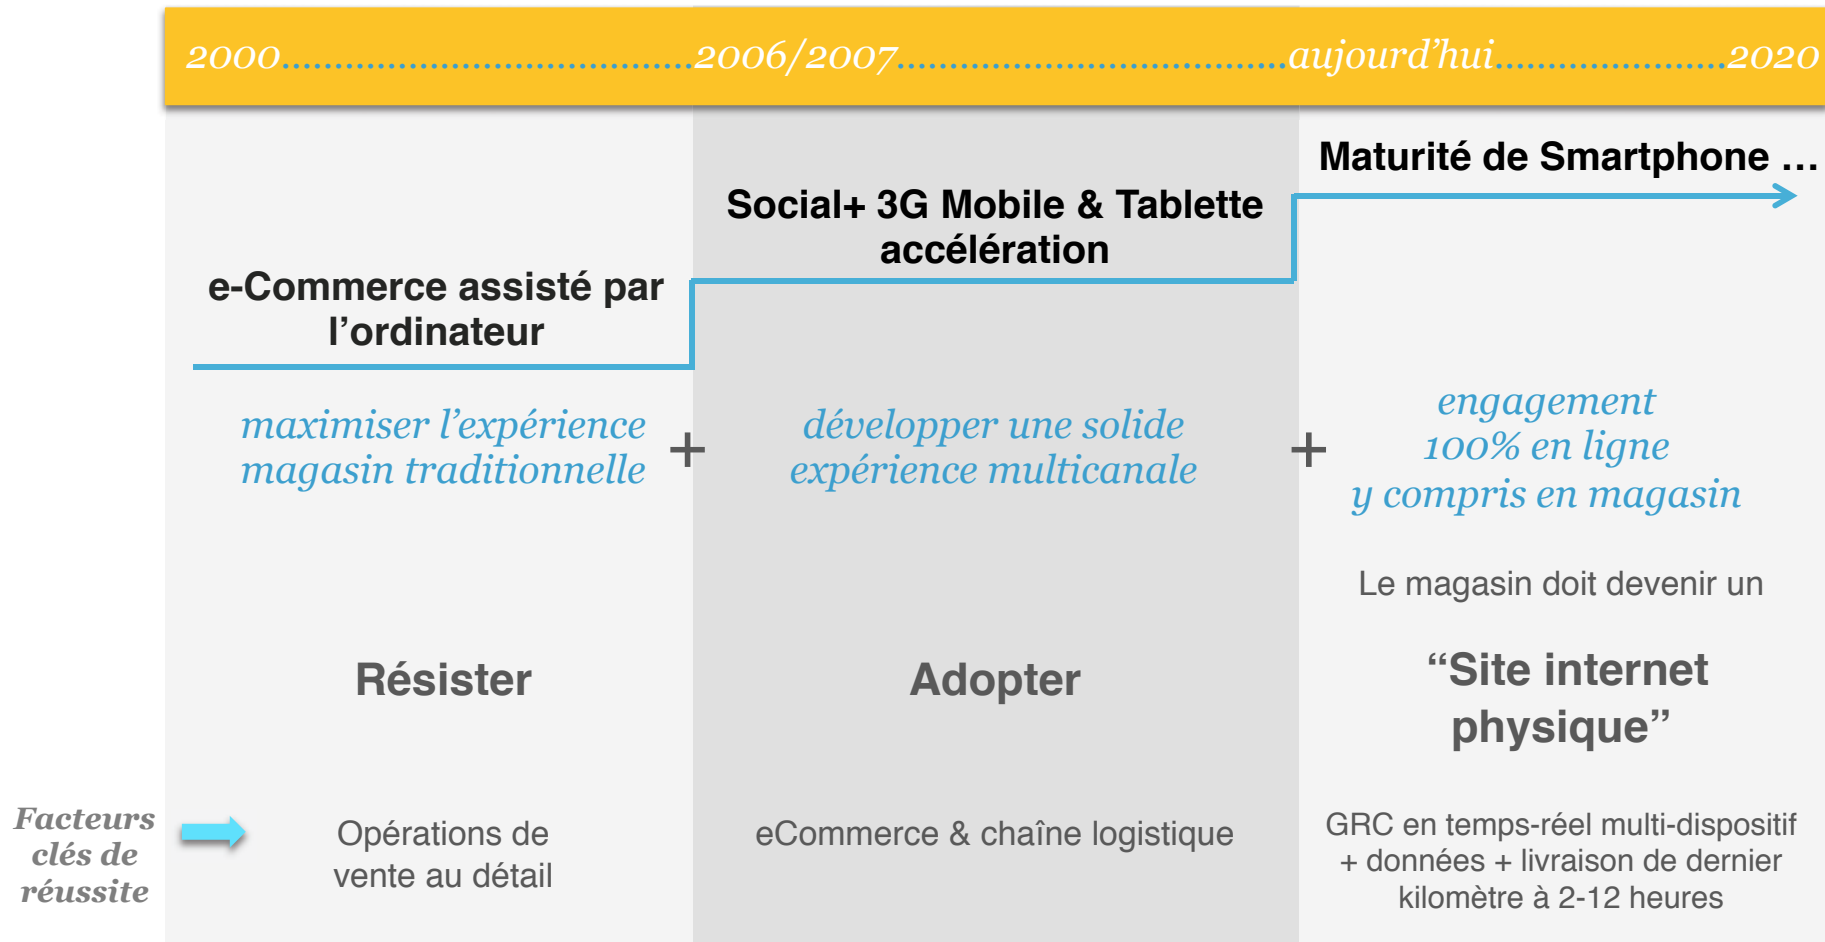 2000.......................................2006/2007.....................................aujourd’hui......................2020
Maturité de Smartphone …
Social+ 3G Mobile & Tablette
accélération
e-Commerce assisté par
l’ordinateur
maximiser l’expérience
magasin traditionnelle
+
développer une solide
expérience multicanale
+
engagement
100% en ligne
y compris en magasin
Le magasin doit devenir un
Résister
Adopter
“Site internet
physique”
Facteurs
clés de
réussite
Opérations de
vente au détail
eCommerce & chaîne logistique
GRC en temps-réel multi-dispositif
+ données + livraison de dernier
kilomètre à 2-12 heures